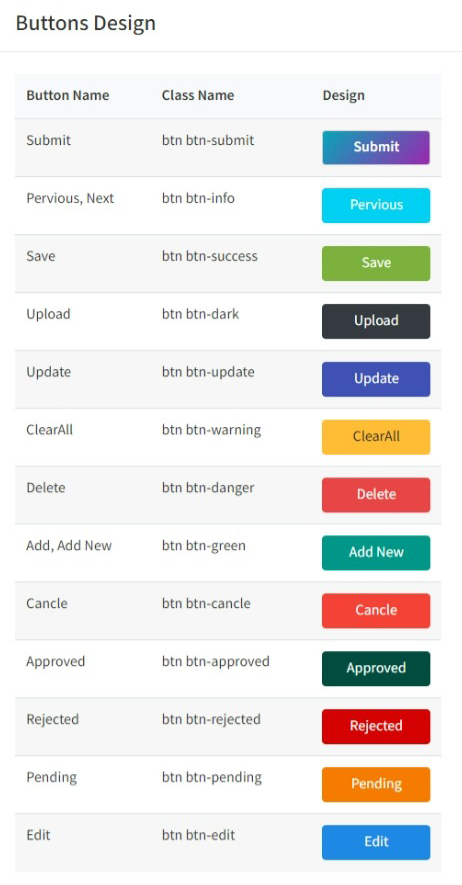 Buttons Design
Button Name Class Name Design
Submit btn btn-submit Submit
Pervious, Next btn btn-info Pervious
Save btn btn-success Save
Upload btn btn-dark Upload
Update btn btn-update Update
ClearAll btn btn-warning ClearAll
Delete btn btn-danger Delete
Add, Add New btn btn-green Add New
Cancle btn btn-cancle Cancle
Approved btn btn-approved Approved
Rejected btn btn-rejected Rejected
Pending btn btn-pending Pending
Edit btn btn-edit Edit